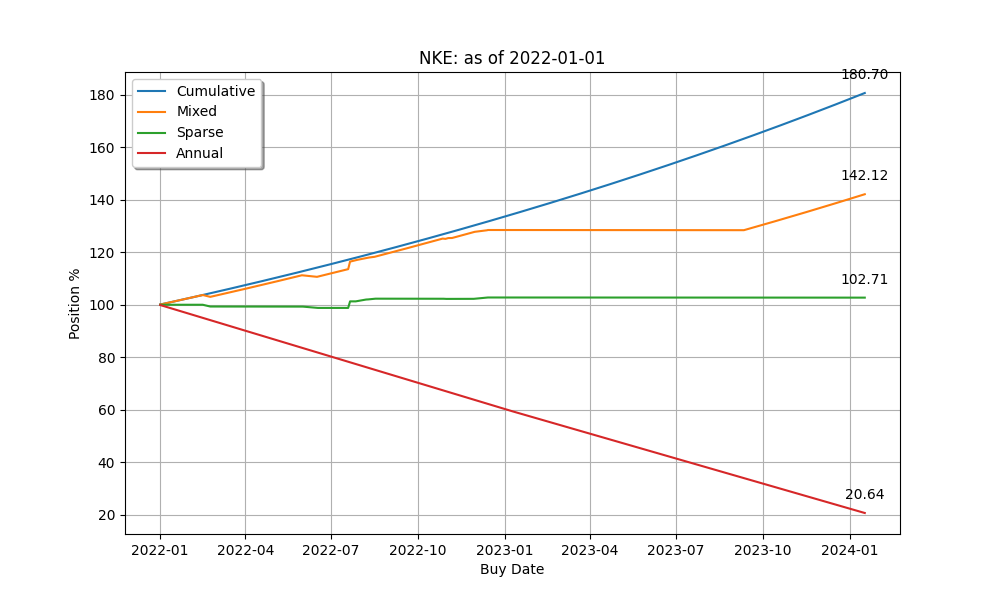 NKE: as of 2022-01-01
180.70
Cumulative
Mixed
Sparse
Annual
142.12
102.71
20.64
Position %
180
160
140
120
100
80
60
40
20
2022-01 2022-04 2022-07 2022-10 2023-01 2023-04 2023-07 2023-10 2024-01
Buy Date